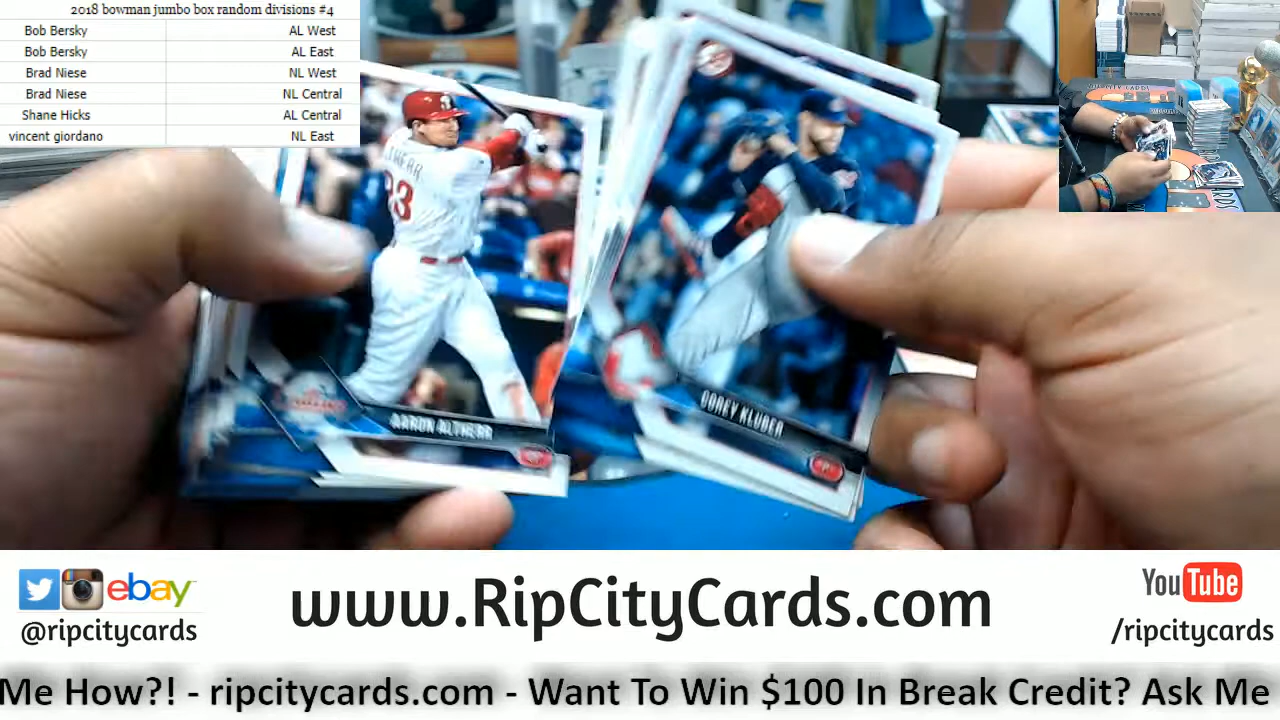 2018 bowman jumbo box random divisions #4
Bob Bersky AL West
Bob Bersky AL East
Brad Niese NL West
Brad Niese NL Central
Shane Hicks AL Central
vincent giordano NL East
AARON ALTHERR
COREY KLUBER
ebay
@ripcitycards
www.RipCityCards.com
YouTube
/ripcitycards
Me How?! - ripcitycards.com - Want To Win $100 In Break Credit? Ask Me